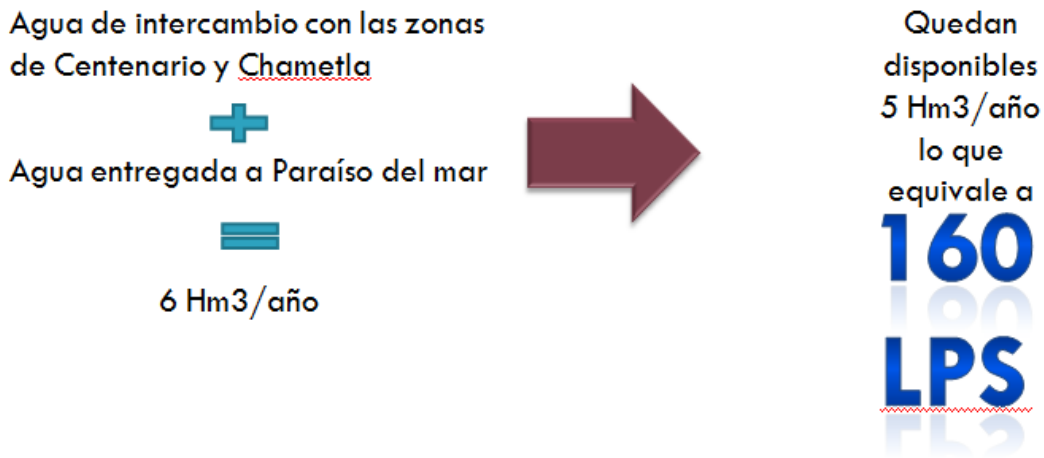 Agua de intercambio con las zonas
de Centenario y Chametla
Agua entregada a Paraíso del mar
6 Hm3/año
Quedan
disponibles
5 Hm3/año
lo que
equivale a
160
LPS